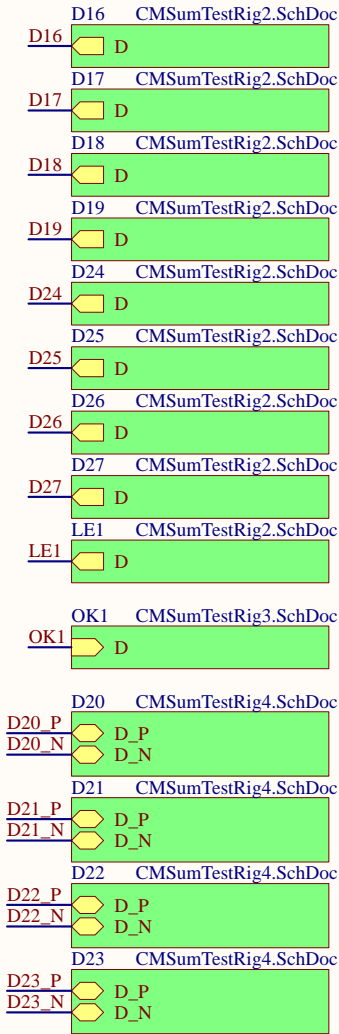 D16 CMSumTestRig2.SchDoc
D16 D
D17 CMSumTestRig2.SchDoc
D17 D
D18 CMSumTestRig2.SchDoc
D18 D
D19 CMSumTestRig2.SchDoc
D19 D
D24 CMSumTestRig2.SchDoc
D24 D
D25 CMSumTestRig2.SchDoc
D25 D
D26 CMSumTestRig2.SchDoc
D26 D
D27 CMSumTestRig2.SchDoc
D27 D
LE1 CMSumTestRig2.SchDoc
LE1 D
OK1 CMSumTestRig3.SchDoc
OK1 D
D20 CMSumTestRig4.SchDoc
D20_P D_P
D20_N D_N
D21 CMSumTestRig4.SchDoc
D21_P D_P
D21_N D_N
D22 CMSumTestRig4.SchDoc
D22_P D_P
D22_N D_N
D23 CMSumTestRig4.SchDoc
D23_P D_P
D23_N D_N